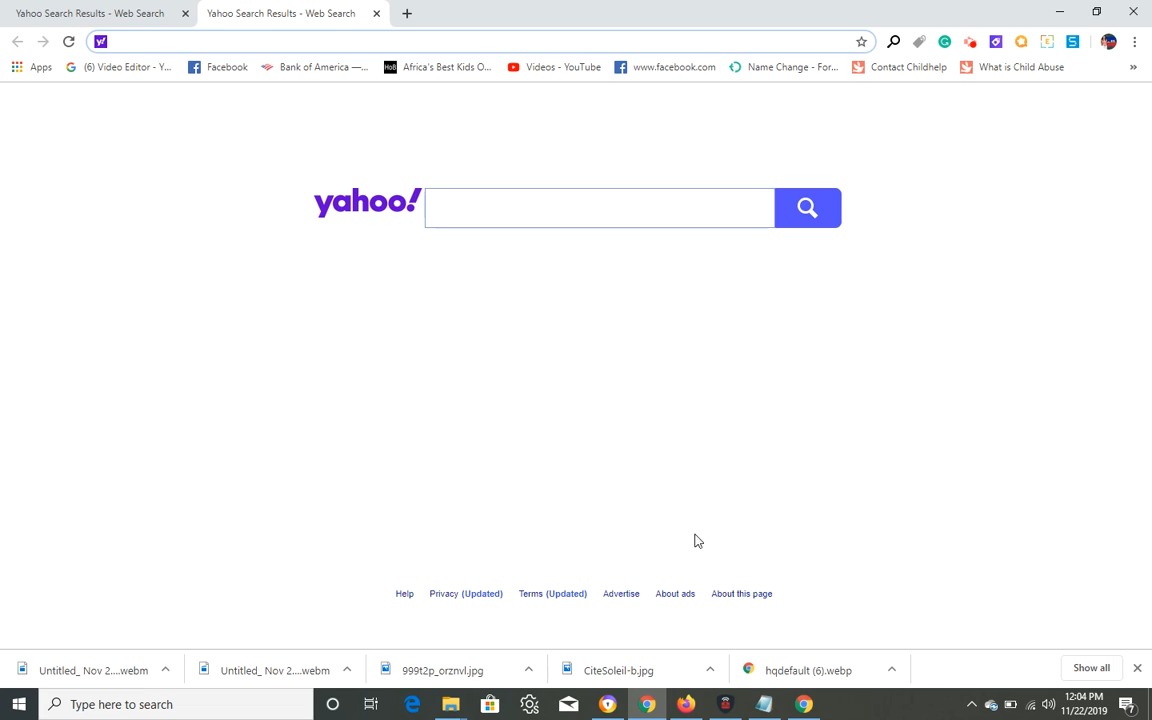 Yahoo Search Results - Web Search
Yahoo Search Results - Web Search
y!
Apps
(6) Video Editor - Y...
Facebook
Bank of America —...
HoB
Africa's Best Kids O...
Videos - YouTube
www.facebook.com
Name Change - For...
Contact Childhelp
What is Child Abuse
»
yahoo!
Help
Privacy (Updated)
Terms (Updated)
Advertise
About ads
About this page
Untitled_ Nov 2....webm
Untitled_ Nov 2....webm
999t2p_orznvl.jpg
CiteSoleil-b.jpg
hqdefault (6).webp
Show all
Type here to search
12:04 PM
11/22/2019
7